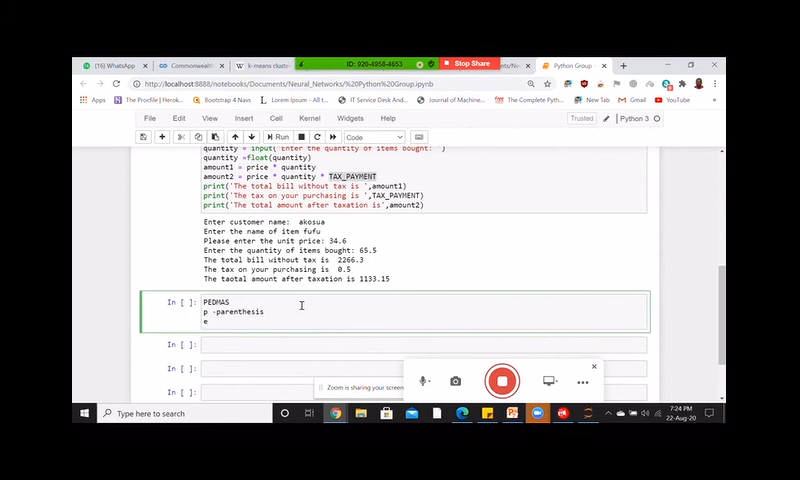 (16) WhatsApp
Commonwealt
k-means cluster
ID: 920-4958-4653
Stop Share
Documents/Ne
Python Group
http://localhost:8888/notebooks/Documents/Neural_Networks/%20Python%20Group.ipynb
Apps
The Procfile | Herok...
Bootstrap 4 Navs
Lorem Ipsum - All t...
IT Service Desk And...
Journal of Machine...
The Complete Pyth...
New Tab
Gmail
YouTube
File Edit View Insert Cell Kernel Widgets Help
Trusted
Python 3
Run
Code
quantity = input('Enter the quantity of items bought: ')
quantity =float(quantity)
amount1 = price * quantity
amount2 = price * quantity * TAX_PAYMENT
print('The total bill without tax is ',amount1)
print('The tax on your purchasing is ',TAX_PAYMENT)
print('The total amount after taxation is',amount2)
Enter customer name: akosua
Enter the name of item fufu
Please enter the unit price: 34.6
Enter the quantity of items bought: 65.5
The total bill without tax is 2266.3
The tax on your purchasing is 0.5
The taotal amount after taxation is 1133.15
In [ ]:
PEDMAS
p -parenthesis
e
In [ ]:
In [ ]:
In [ ]:
Zoom is sharing your screen
Type here to search
7:24 PM
22-Aug-20